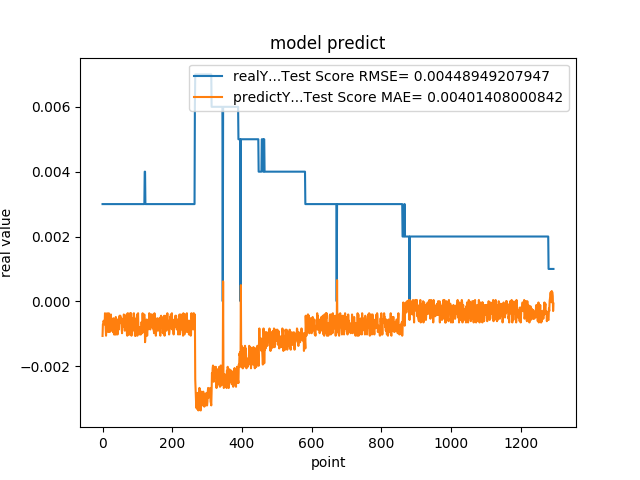 model predict
realY...Test Score RMSE= 0.00448949207947
predictY...Test Score MAE= 0.00401408000842
real value
0.006
0.004
0.002
0.000
−0.002
0
200
400
600
800
1000
1200
point